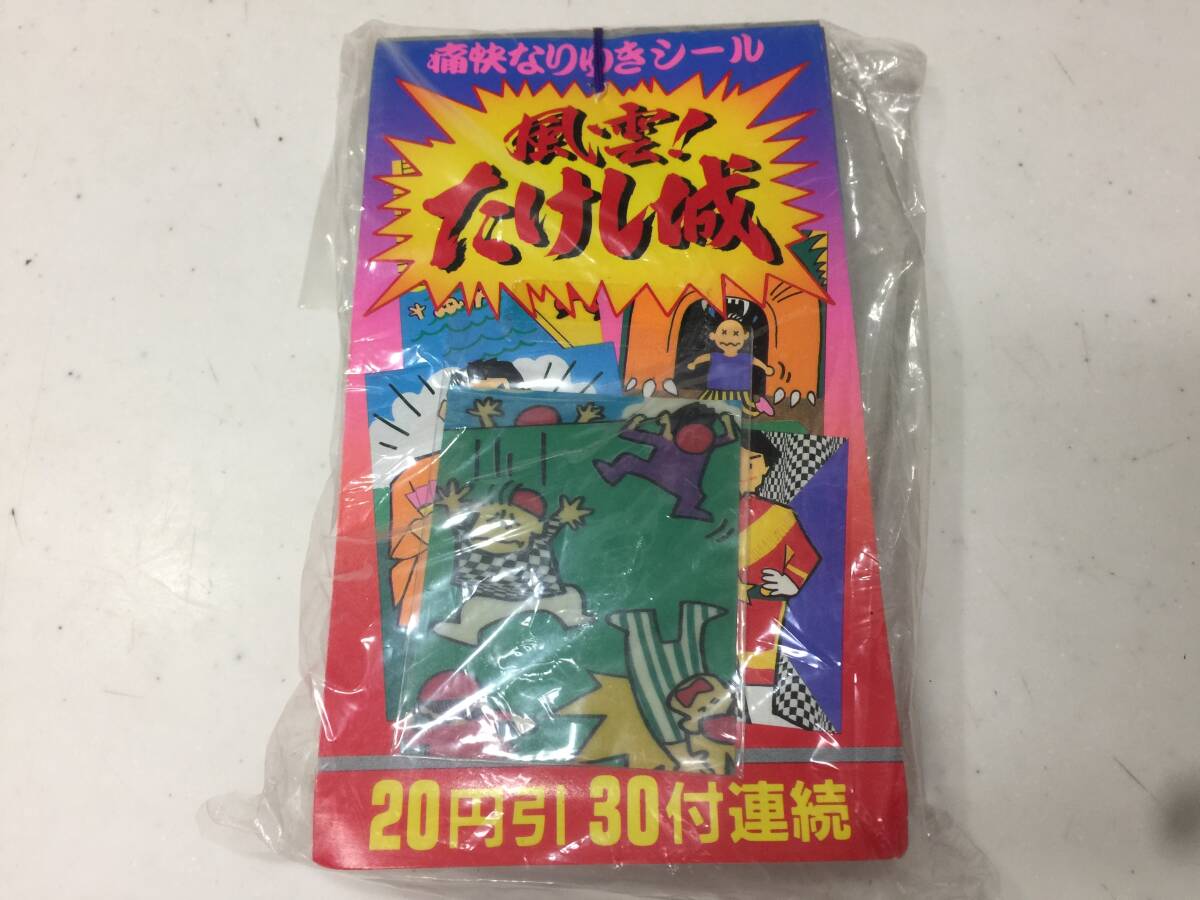 痛快なりゆきシール
風雲!
たけし城
20円引 30付連続